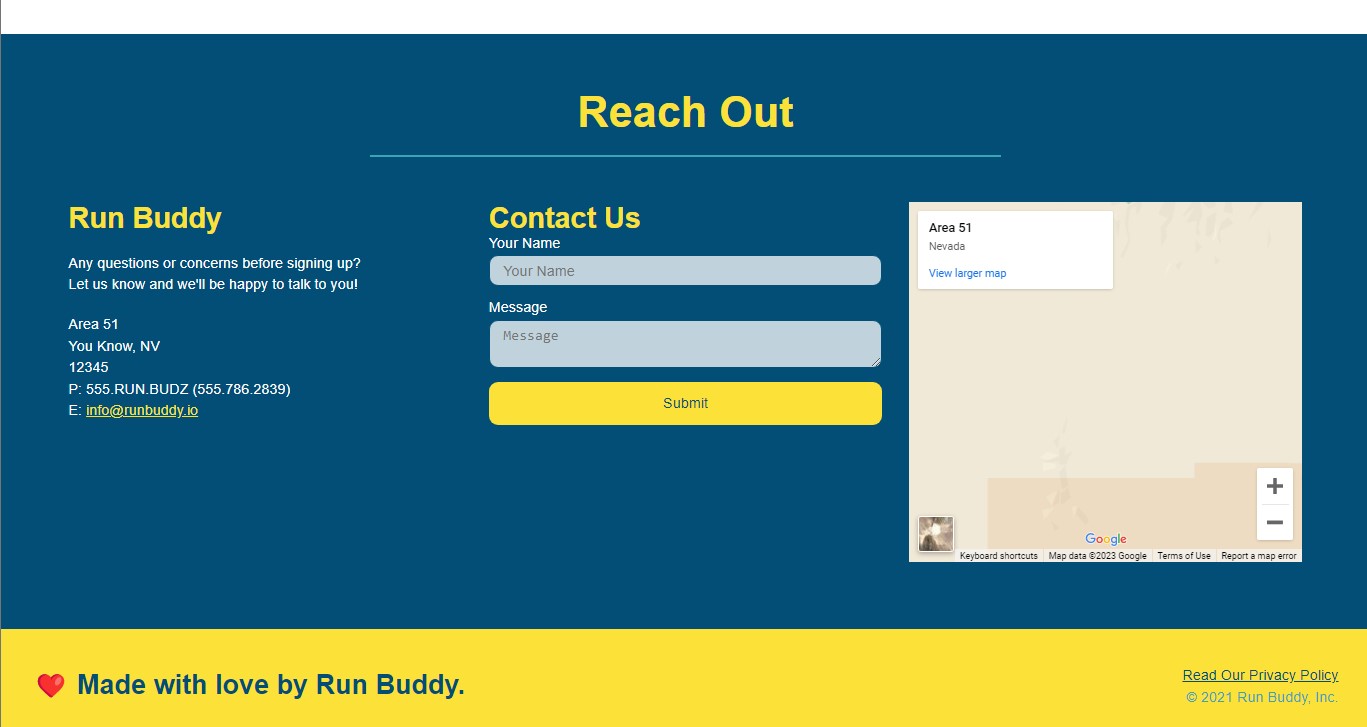 Reach Out
Run Buddy
Any questions or concerns before signing up?
Let us know and we'll be happy to talk to you!
Area 51
You Know, NV
12345
P: 555.RUN.BUDZ (555.786.2839)
E: info@runbuddy.io
Contact Us
Your Name
Your Name
Message
Message
Submit
Area 51
Nevada
View larger map
Google
Keyboard shortcuts Map data ©2023 Google Terms of Use Report a map error
Made with love by Run Buddy.
Read Our Privacy Policy
© 2021 Run Buddy, Inc.